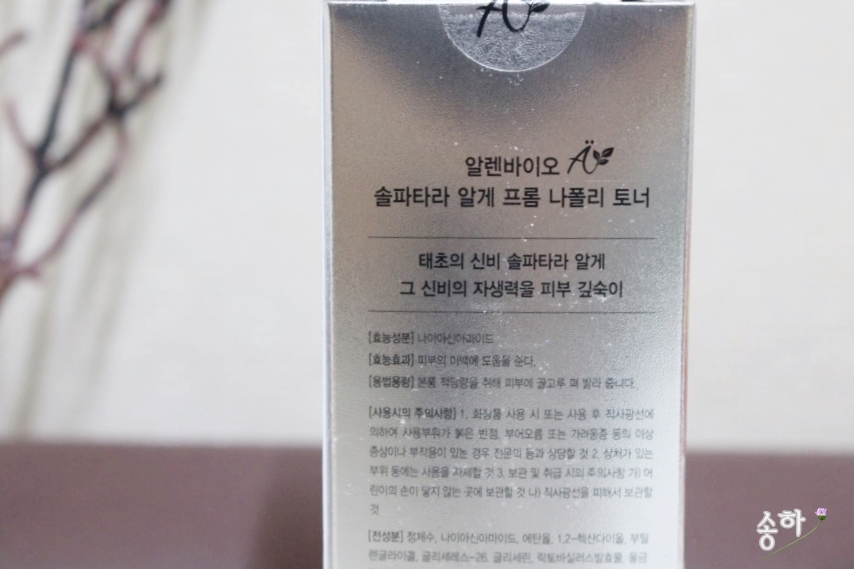 알렌바이오
솔파타라 알게 프롬 나폴리 토너
태초의 신비 솔파타라 알게
그 신비의 자생력을 피부 깊숙이
[효능성분] 나이아신아마이드
[효능효과] 피부의 미백에 도움을 준다.
[용법용량] 본품 적당량을 취해 피부에 골고루 펴 발라 줍니다.
[사용시의 주의사항] 1. 화장품 사용 시 또는 사용 후 직사광선에
의하여 사용부위가 붉은 반점, 부어오름 또는 가려움증 등의 이상
증상이나 부작용이 있는 경우 전문의 등과 상담할 것 2. 상처가 있는
부위 등에는 사용을 자제할 것 3. 보관 및 취급 시의 주의사항 가) 어
린이의 손이 닿지 않는 곳에 보관할 것 나) 직사광선을 피해서 보관할
것
[전성분] 정제수, 나이아신아마이드, 에탄올, 1,2-헥산다이올, 부틸
렌글라이콜, 글리세레스-26, 글리세린, 락토바실러스발효물, 울금
송하